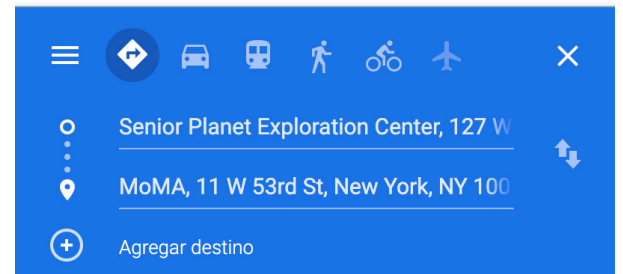 Senior Planet Exploration Center, 127 W
MoMA, 11 W 53rd St, New York, NY 100
Agregar destino